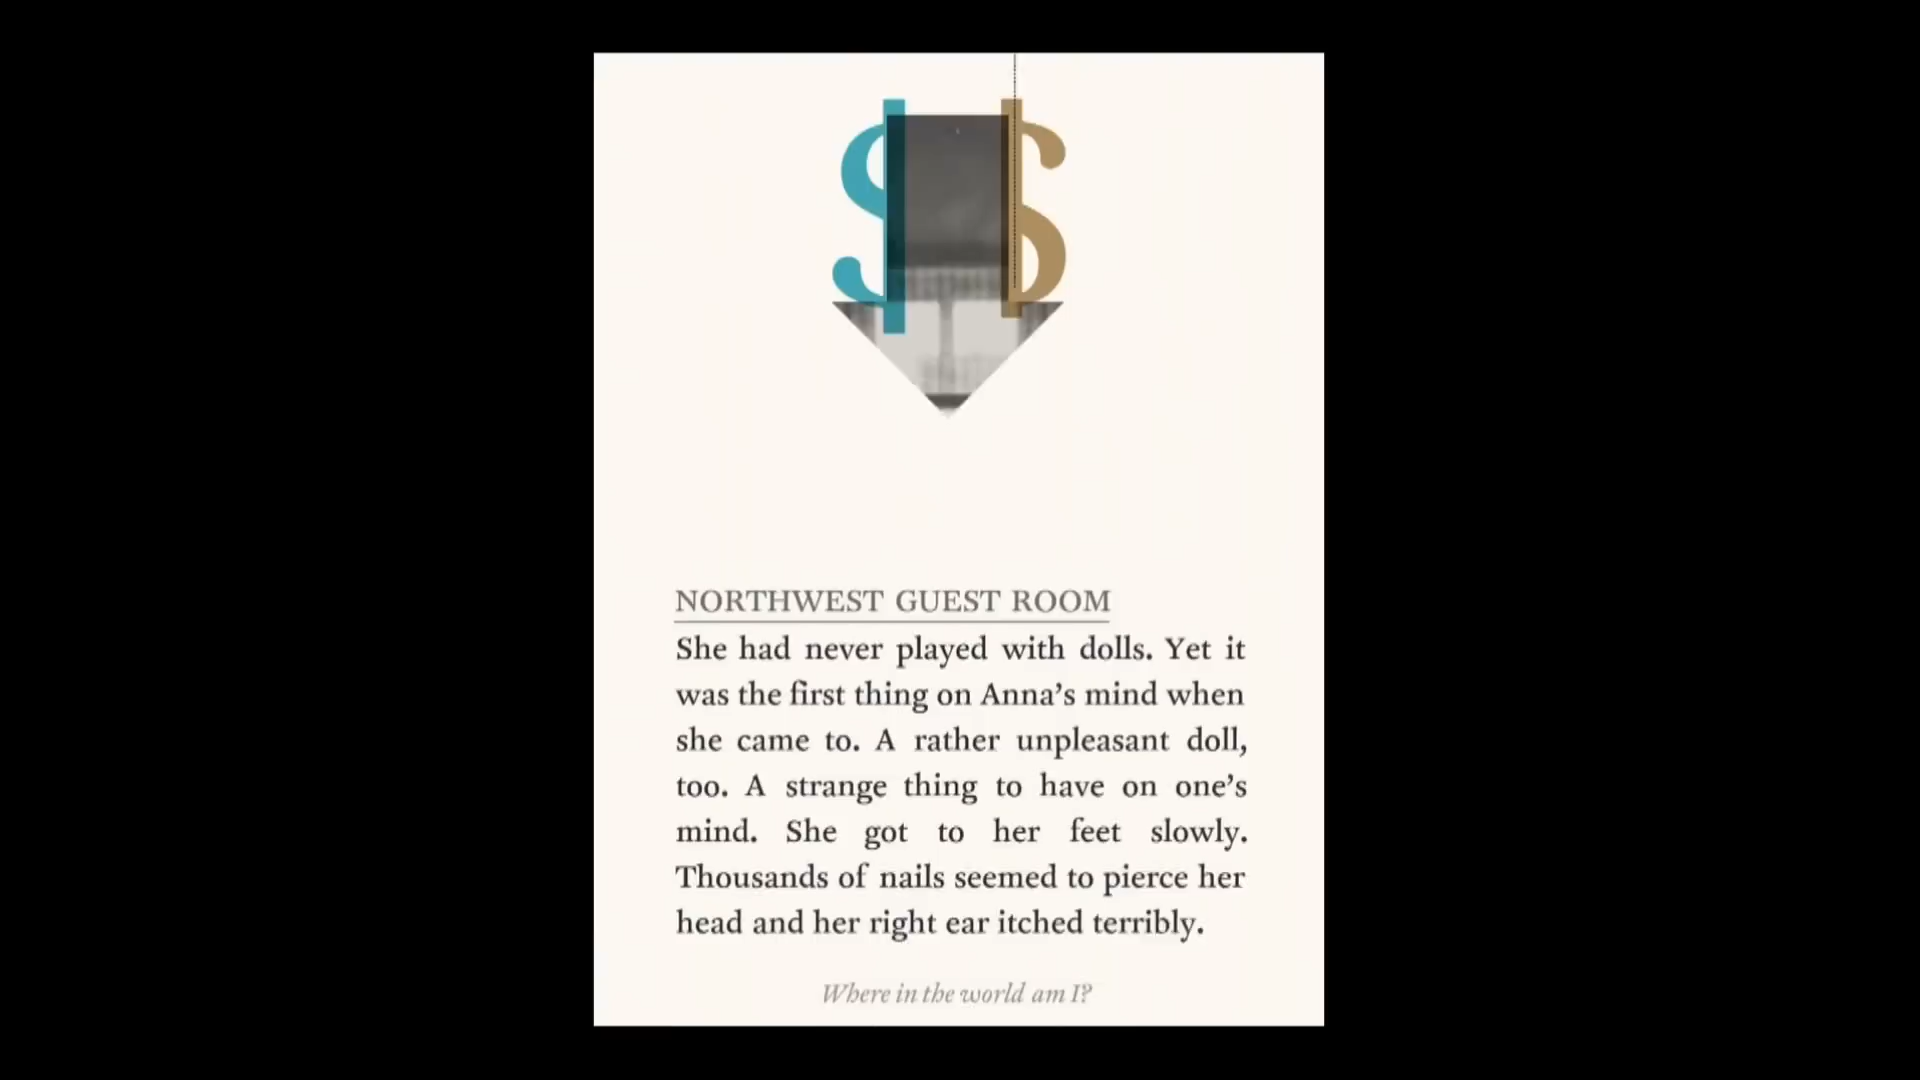 $ $
NORTHWEST GUEST ROOM
She had never played with dolls. Yet it
was the first thing on Anna’s mind when
she came to. A rather unpleasant doll,
too. A strange thing to have on one’s
mind. She got to her feet slowly.
Thousands of nails seemed to pierce her
head and her right ear itched terribly.
Where in the world am I?